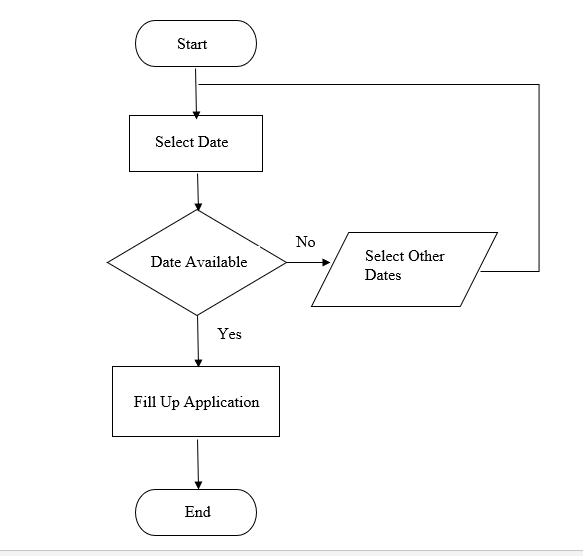 Start
Select Date
Date Available
No
Select Other
Dates
Yes
Fill Up Application
End